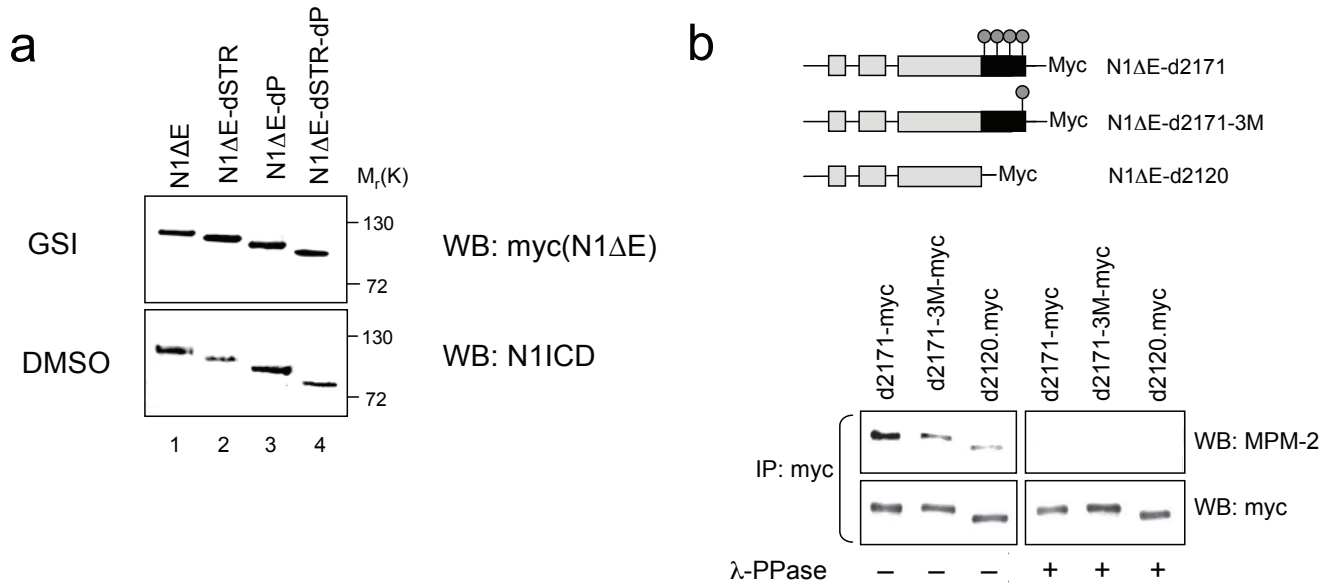 a
N1ΔE
N1ΔE-dSTR
N1ΔE-dP
N1ΔE-dSTR-dP
Mr(K)
GSI
130
72
WB: myc(N1ΔE)
DMSO
130
72
WB: N1ICD
1 2 3 4
b
Myc N1ΔE-d2171
Myc N1ΔE-d2171-3M
Myc N1ΔE-d2120
d2171-myc
d2171-3M-myc
d2120.myc
d2171-myc
d2171-3M-myc
d2120.myc
IP: myc
WB: MPM-2
WB: myc
λ-PPase – – – + + +